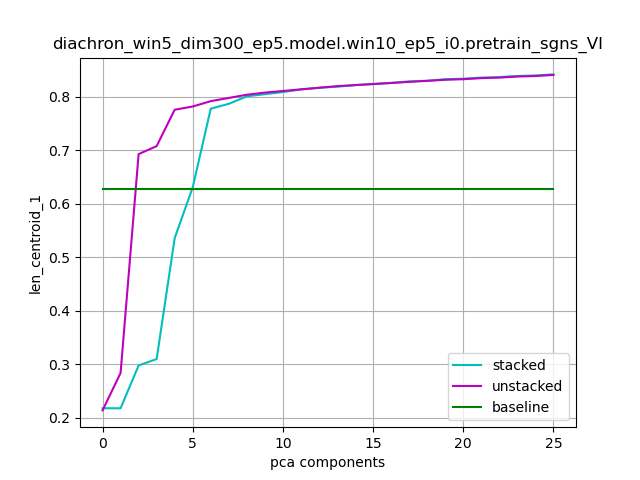 diachron_win5_dim300_ep5.model.win10_ep5_i0.pretrain_sgns_VI
len_centroid_1
0.8
0.7
0.6
0.5
0.4
0.3
0.2
stacked
unstacked
baseline
0 5 10 15 20 25
pca components